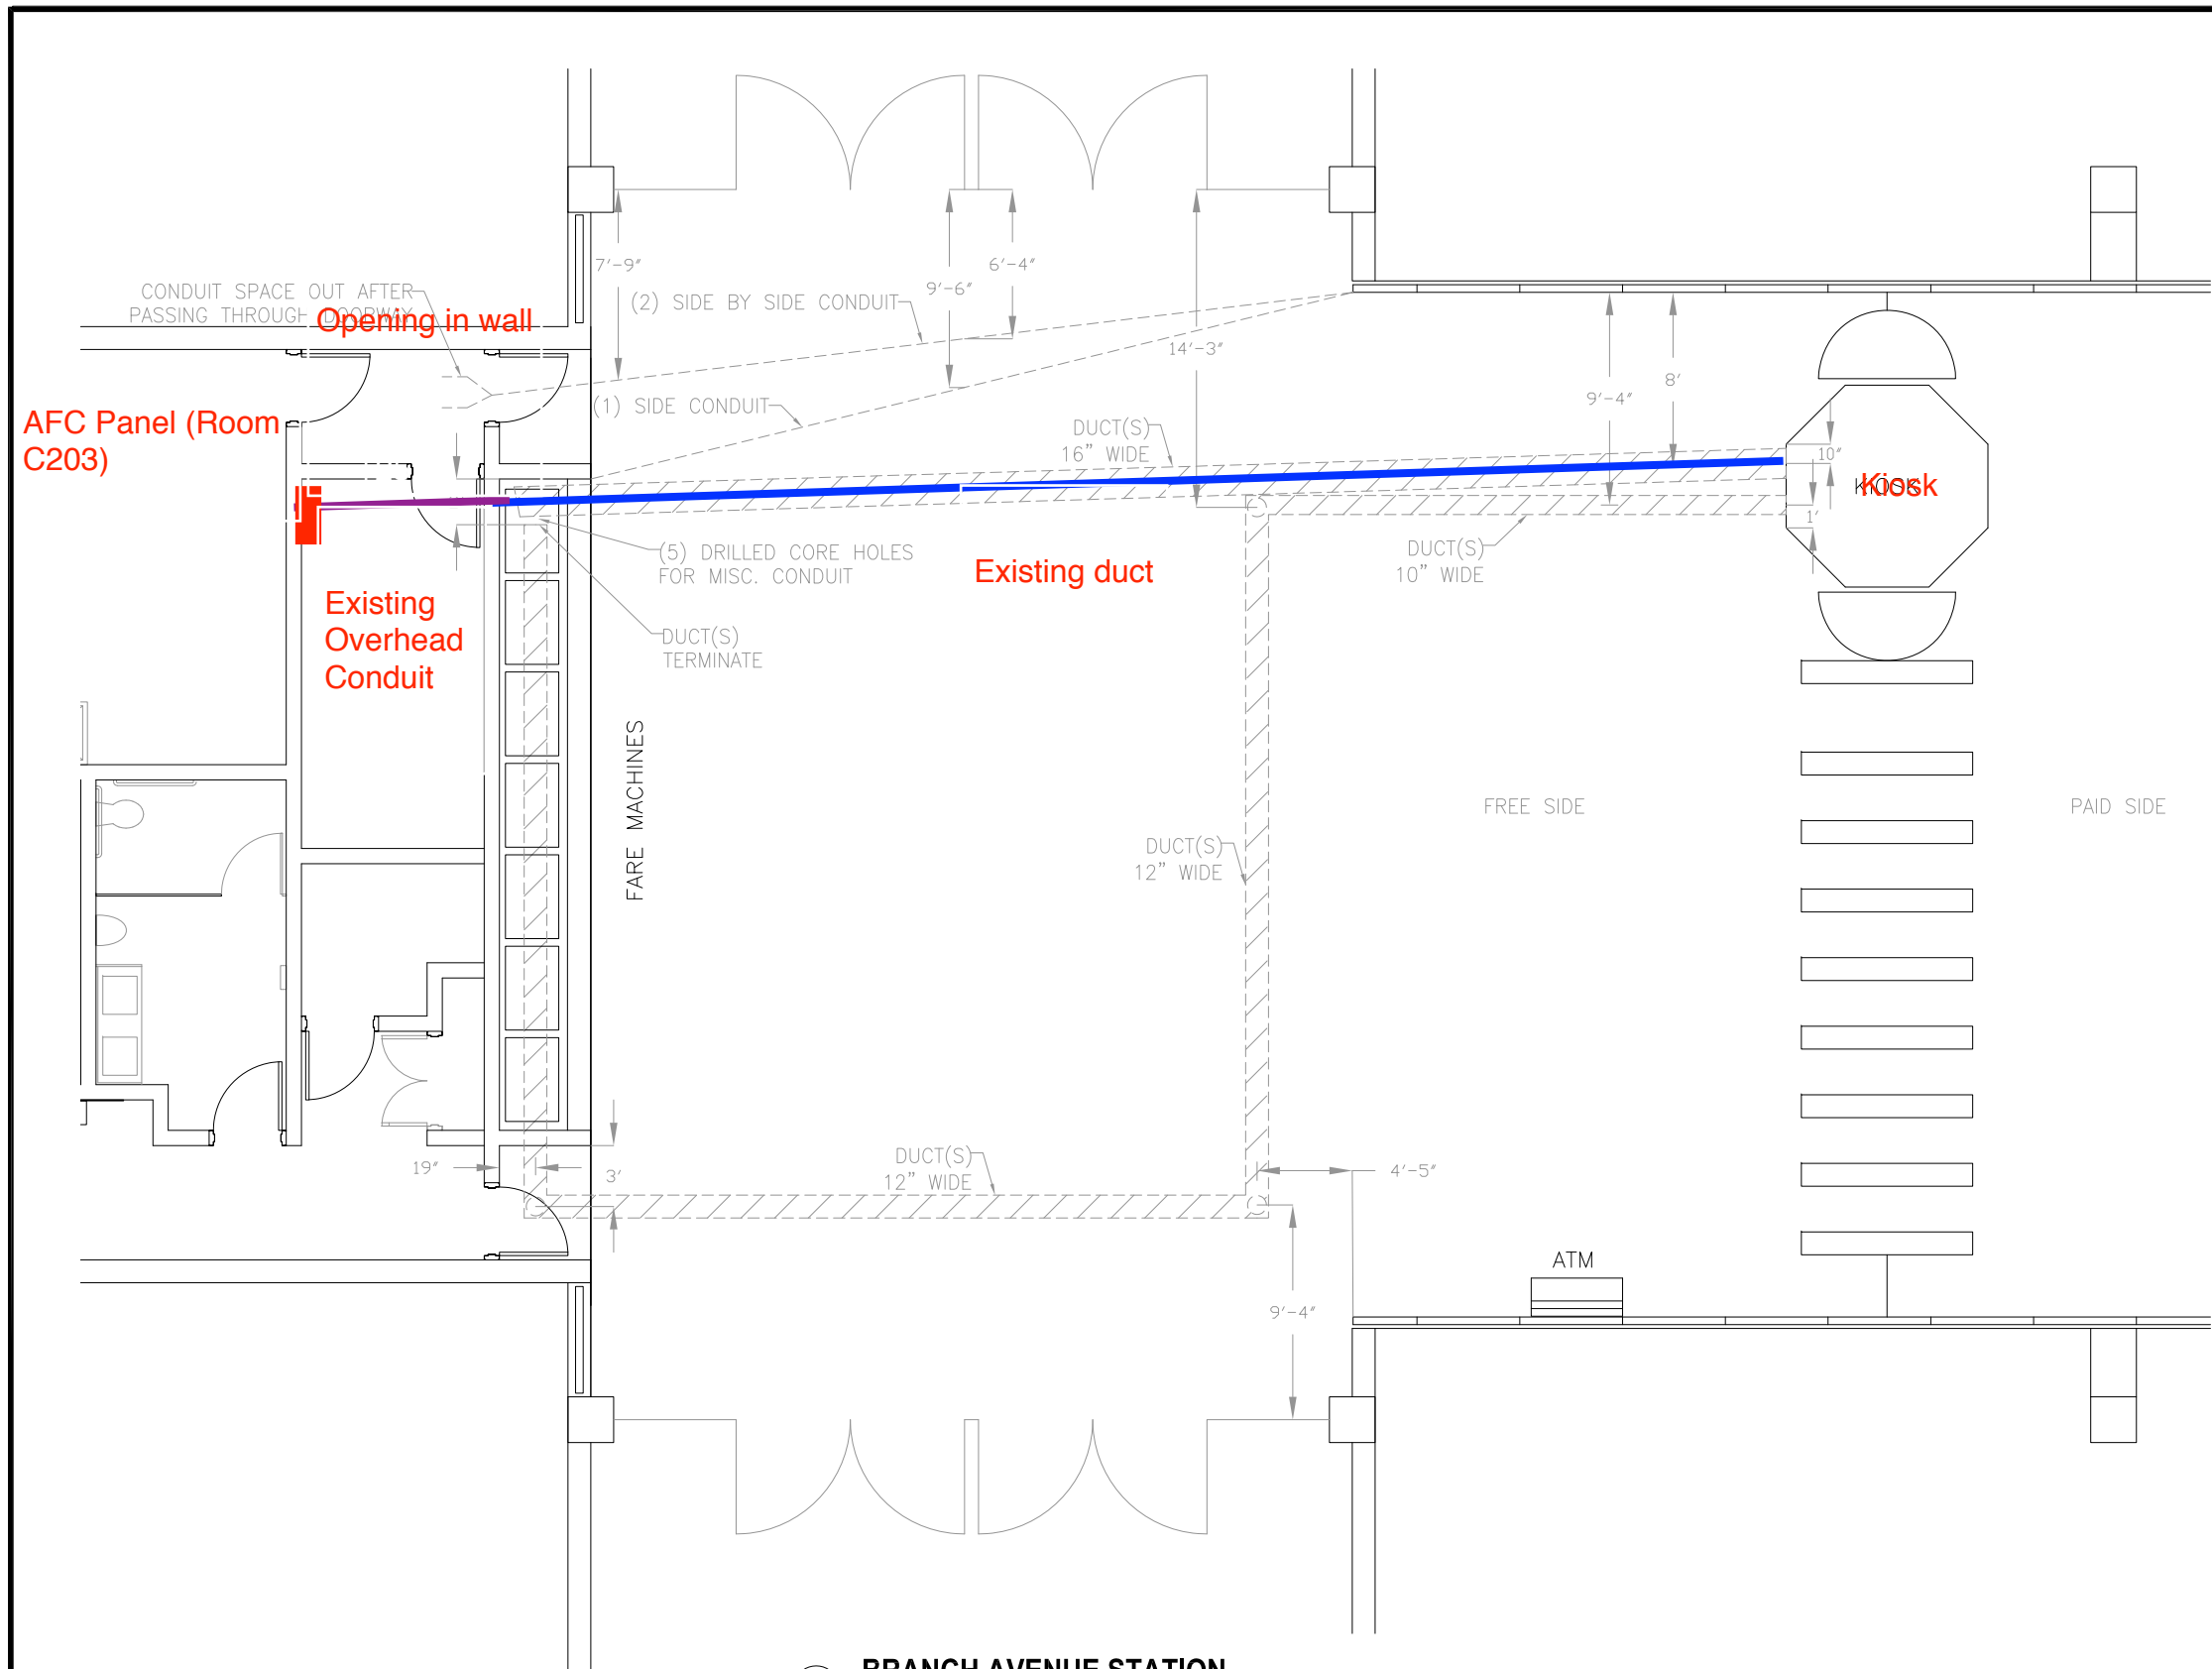 7'-9"
6'-4"
9'-6"
CONDUIT SPACE OUT AFTER
PASSING THROUGH DOORWAY
Opening in wall
(2) SIDE BY SIDE CONDUIT
14'-3"
8'
9'-4"
(1) SIDE CONDUIT
AFC Panel (Room
C203)
DUCT(S)
16" WIDE
10"
KIOSK
Kiosk
1'
(5) DRILLED CORE HOLES
FOR MISC. CONDUIT
Existing duct
DUCT(S)
10" WIDE
Existing
Overhead
Conduit
DUCT(S)
TERMINATE
FARE MACHINES
FREE SIDE
PAID SIDE
DUCT(S)
12" WIDE
DUCT(S)
12" WIDE
19"
3'
4'-5"
ATM
9'-4"
BRANCH AVENUE STATION